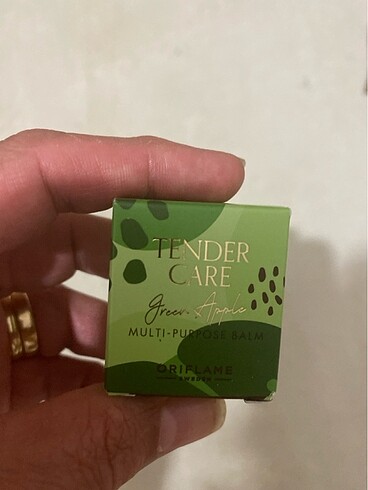 TENDER
CARE
Green Apple
MULTI-PURPOSE BALM
ORIFLAME
SWEDEN